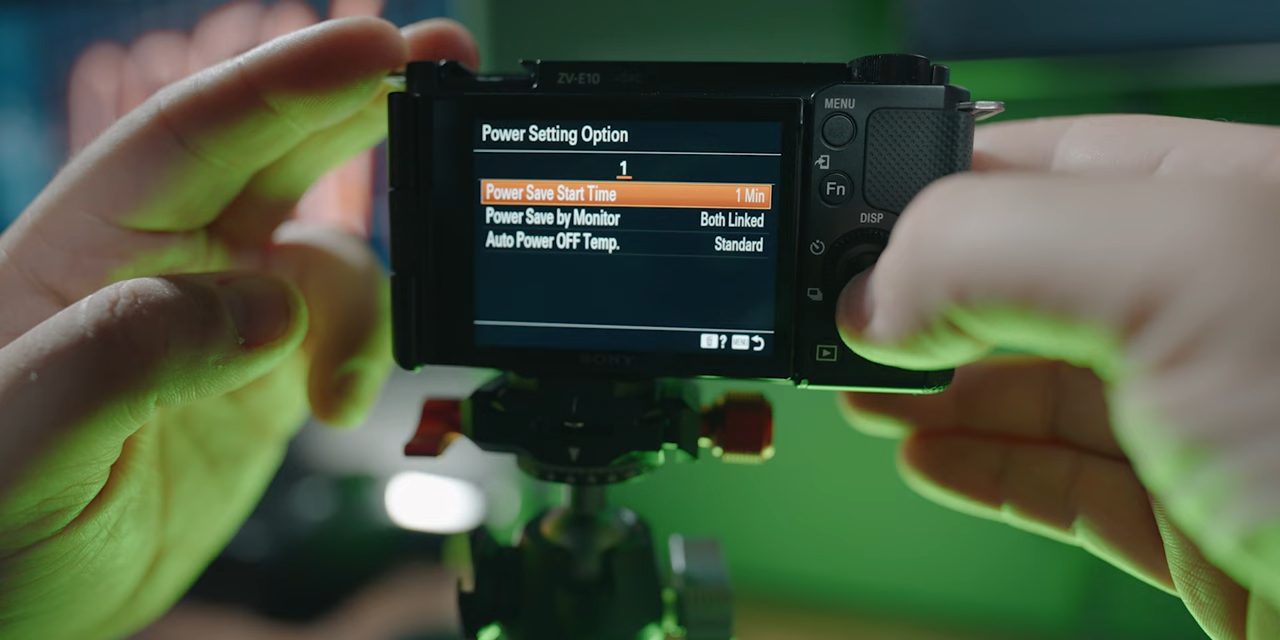 ZV-E10
MENU
Power Setting Option
1
Power Save Start Time 1 Min
Fn
Power Save by Monitor Both Linked
DISP
Auto Power OFF Temp. Standard
?
SONY